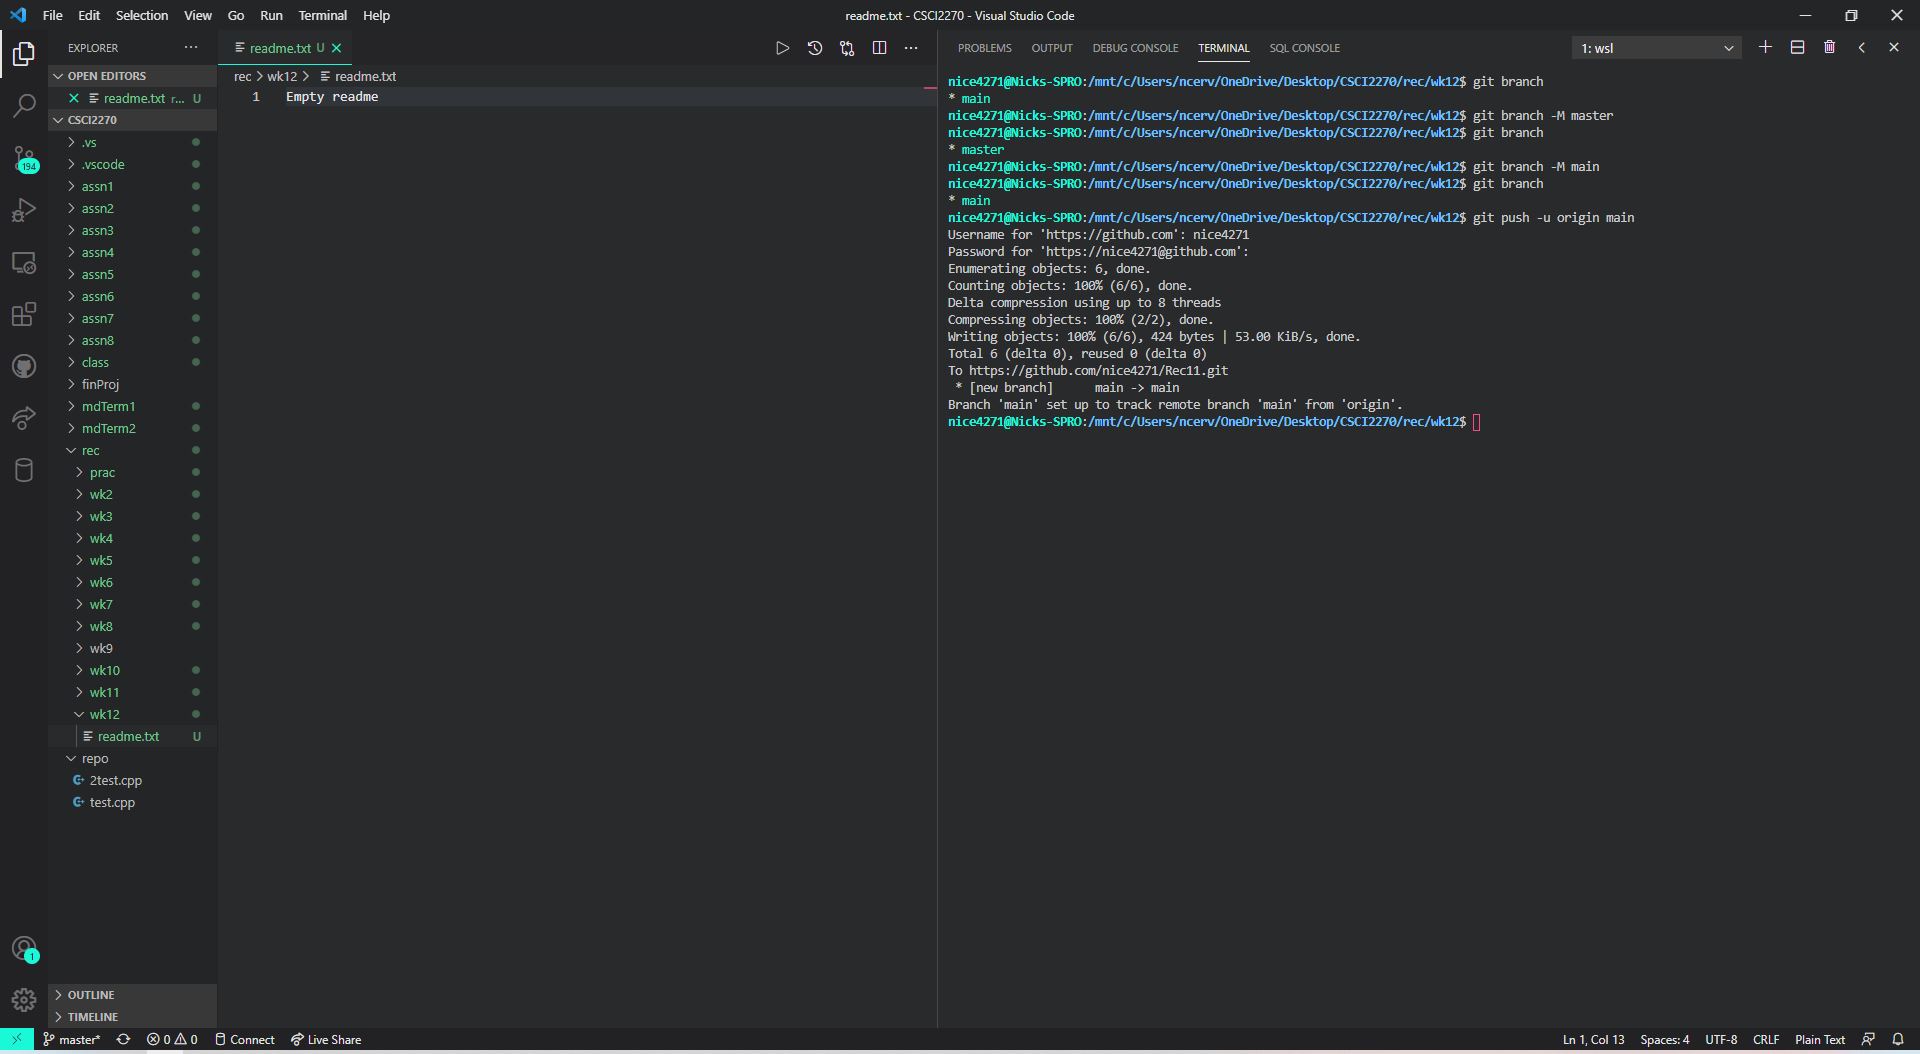 File Edit Selection View Go Run Terminal Help
readme.txt - CSCI2270 - Visual Studio Code
EXPLORER ···
OPEN EDITORS
readme.txt r... U
CSCI2270
.vs
.vscode
assn1
assn2
assn3
assn4
assn5
assn6
assn7
assn8
class
finProj
mdTerm1
mdTerm2
rec
prac
wk2
wk3
wk4
wk5
wk6
wk7
wk8
wk9
wk10
wk11
wk12
readme.txt U
repo
2test.cpp
test.cpp
OUTLINE
TIMELINE
194
1
readme.txt U
rec > wk12 > readme.txt
1 Empty readme
PROBLEMS OUTPUT DEBUG CONSOLE TERMINAL SQL CONSOLE
1: wsl
nice4271@Nicks-SPRO:/mnt/c/Users/ncerv/OneDrive/Desktop/CSCI2270/rec/wk12$ git branch
* main
nice4271@Nicks-SPRO:/mnt/c/Users/ncerv/OneDrive/Desktop/CSCI2270/rec/wk12$ git branch -M master
nice4271@Nicks-SPRO:/mnt/c/Users/ncerv/OneDrive/Desktop/CSCI2270/rec/wk12$ git branch
* master
nice4271@Nicks-SPRO:/mnt/c/Users/ncerv/OneDrive/Desktop/CSCI2270/rec/wk12$ git branch -M main
nice4271@Nicks-SPRO:/mnt/c/Users/ncerv/OneDrive/Desktop/CSCI2270/rec/wk12$ git branch
* main
nice4271@Nicks-SPRO:/mnt/c/Users/ncerv/OneDrive/Desktop/CSCI2270/rec/wk12$ git push -u origin main
Username for 'https://github.com': nice4271
Password for 'https://nice4271@github.com':
Enumerating objects: 6, done.
Counting objects: 100% (6/6), done.
Delta compression using up to 8 threads
Compressing objects: 100% (2/2), done.
Writing objects: 100% (6/6), 424 bytes | 53.00 KiB/s, done.
Total 6 (delta 0), reused 0 (delta 0)
To https://github.com/nice4271/Rec11.git
* [new branch]      main -> main
Branch 'main' set up to track remote branch 'main' from 'origin'.
nice4271@Nicks-SPRO:/mnt/c/Users/ncerv/OneDrive/Desktop/CSCI2270/rec/wk12$
master* 0 0 Connect Live Share
Ln 1, Col 13 Spaces: 4 UTF-8 CRLF Plain Text